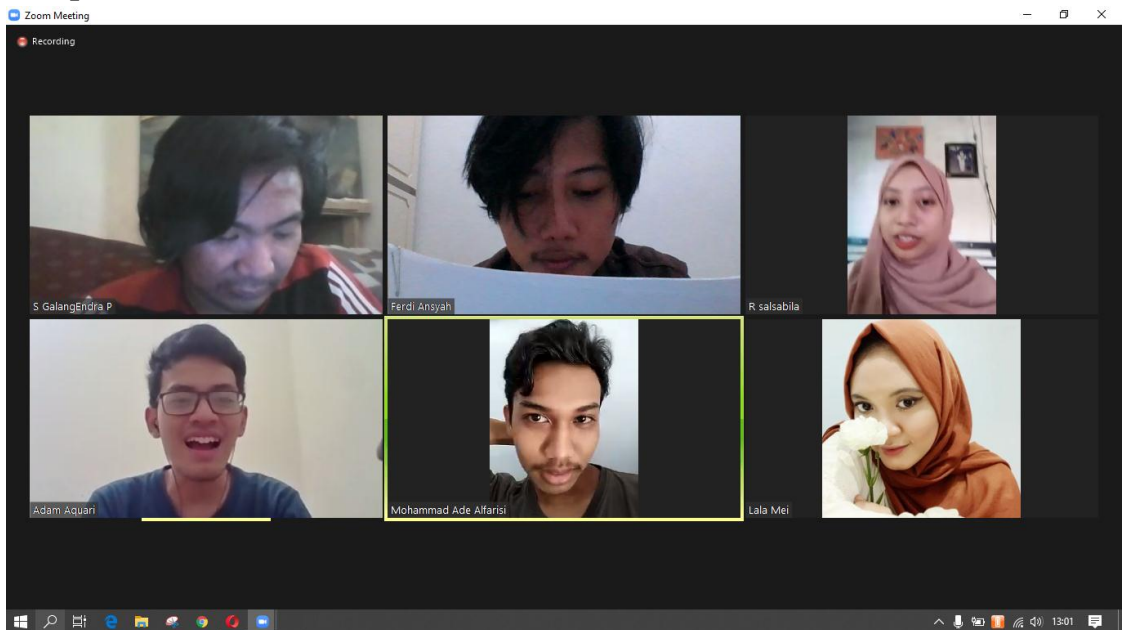 Zoom Meeting
Recording
S GalangEndra P
Ferdi Ansyah
R salsabila
Adam Aquari
Mohammad Ade Alfarisi
Lala Mei
13:01